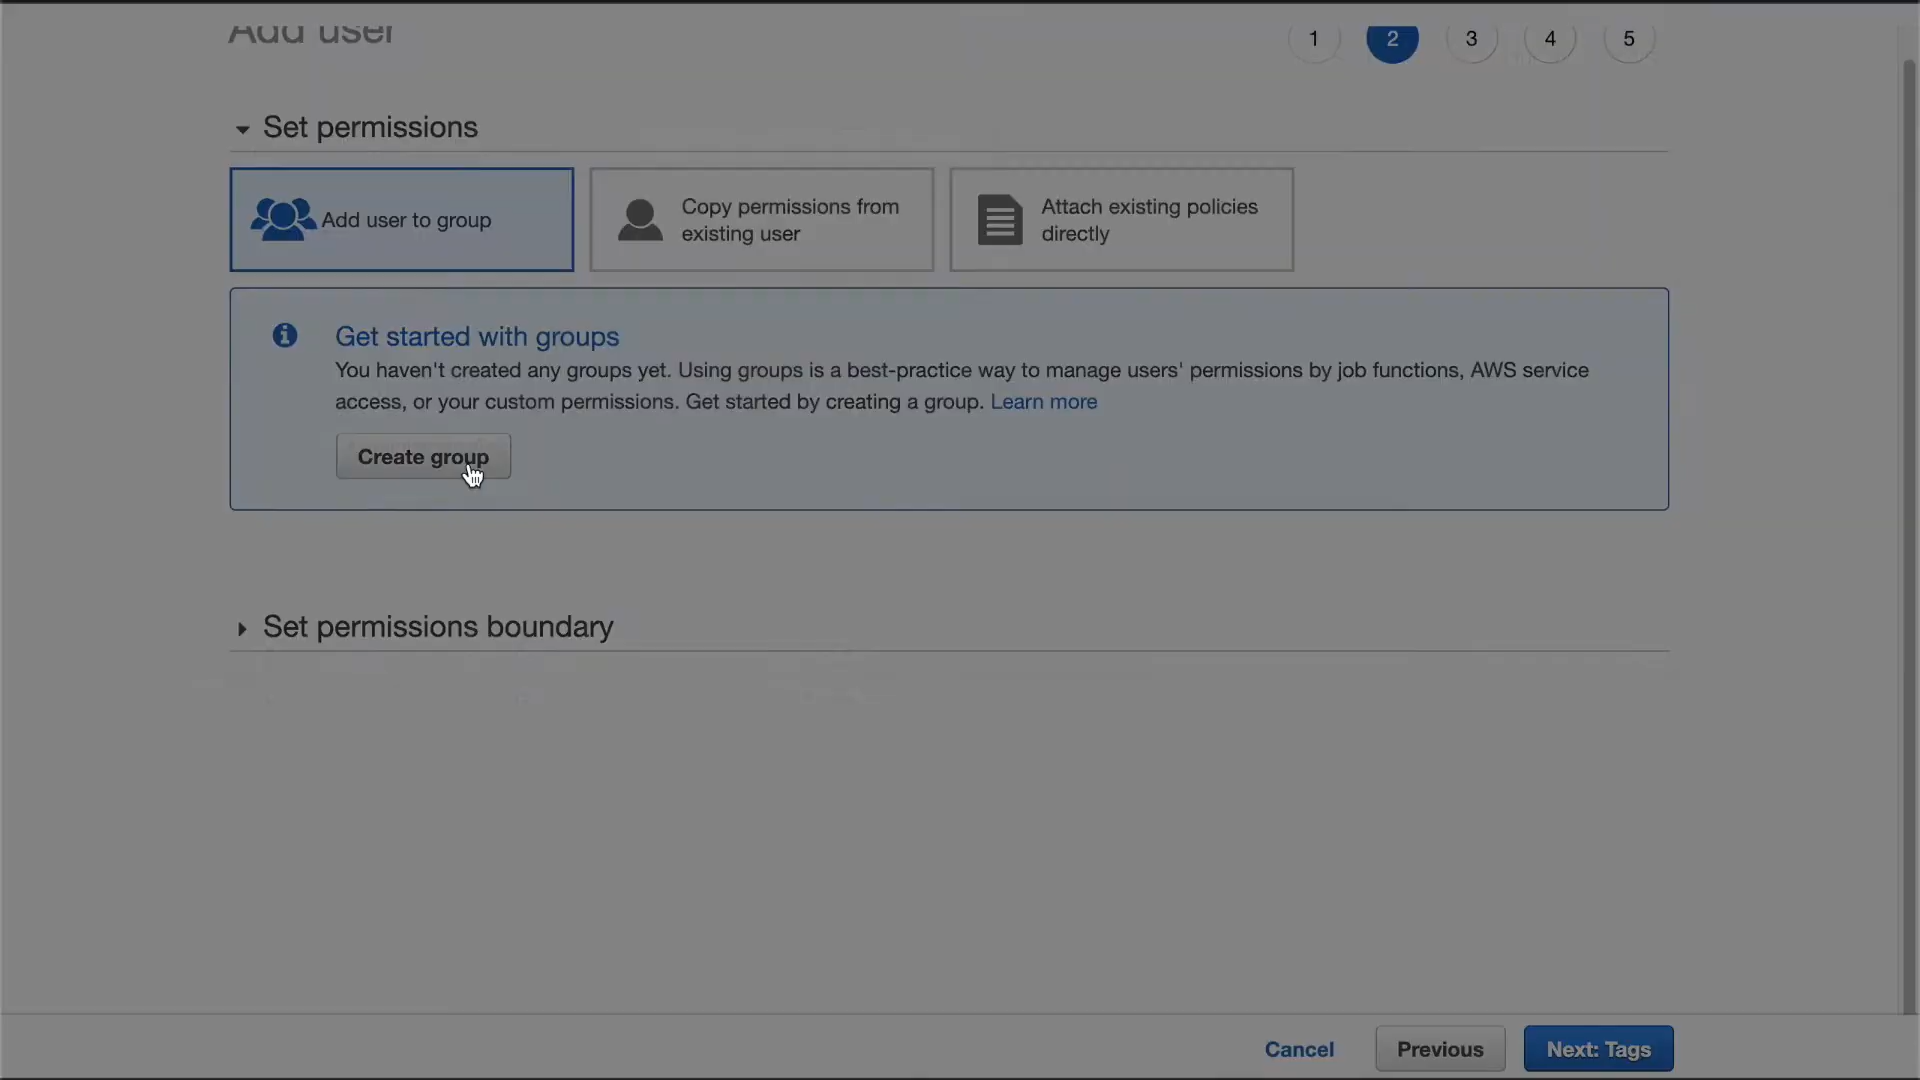 Add user
1 2 3 4 5
Set permissions
Add user to group
Copy permissions from
existing user
Attach existing policies
directly
Get started with groups
You haven't created any groups yet. Using groups is a best-practice way to manage users' permissions by job functions, AWS service
access, or your custom permissions. Get started by creating a group. Learn more
Create group
Set permissions boundary
Cancel
Previous
Next: Tags